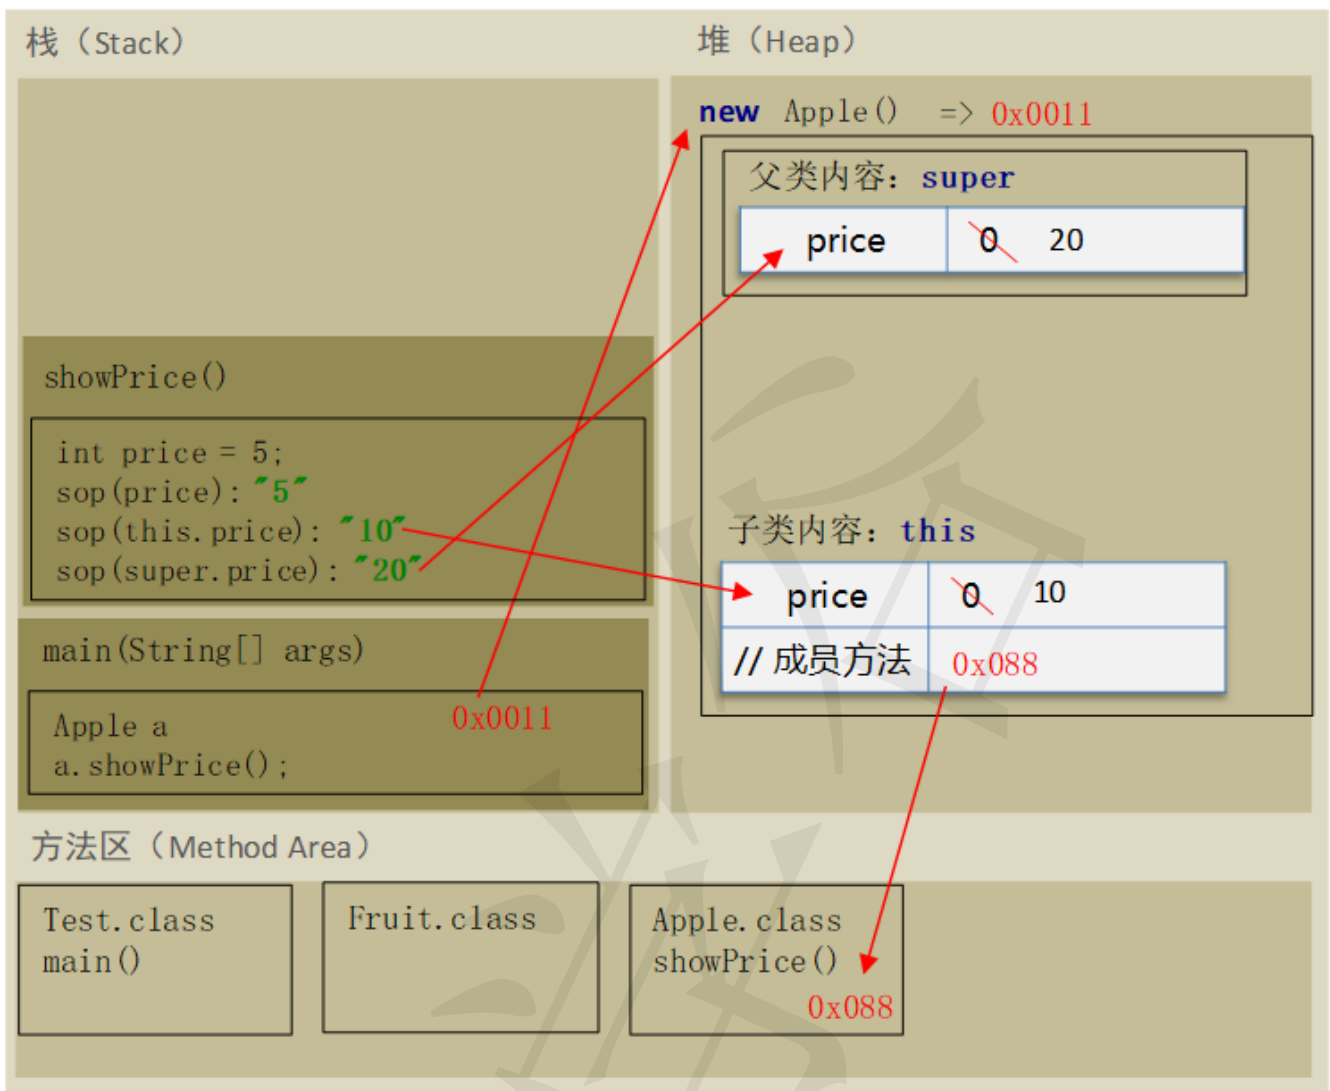 栈（Stack）
堆（Heap）
new Apple() => 0x0011
父类内容：super
price 0 20
showPrice()
int price = 5;
sop(price):"5"
sop(this.price): "10"
sop(super.price): "20"
子类内容：this
price 0 10
// 成员方法 0x088
main(String[] args)
Apple a 0x0011
a.showPrice();
方法区（Method Area）
Test.class
main()
Fruit.class
Apple.class
showPrice()
0x088